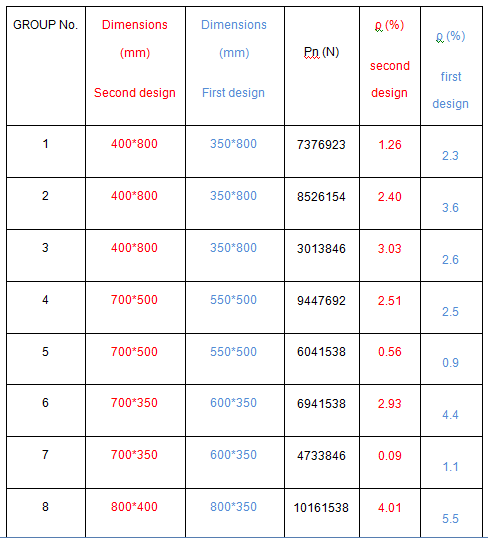 GROUP No. Dimensions (mm) Second design Dimensions (mm) First design Pn (N) ρ (%) second design ρ (%) first design
1 400*800 350*800 7376923 1.26 2.3
2 400*800 350*800 8526154 2.40 3.6
3 400*800 350*800 3013846 3.03 2.6
4 700*500 550*500 9447692 2.51 2.5
5 700*500 550*500 6041538 0.56 0.9
6 700*350 600*350 6941538 2.93 4.4
7 700*350 600*350 4733846 0.09 1.1
8 800*400 800*350 10161538 4.01 5.5